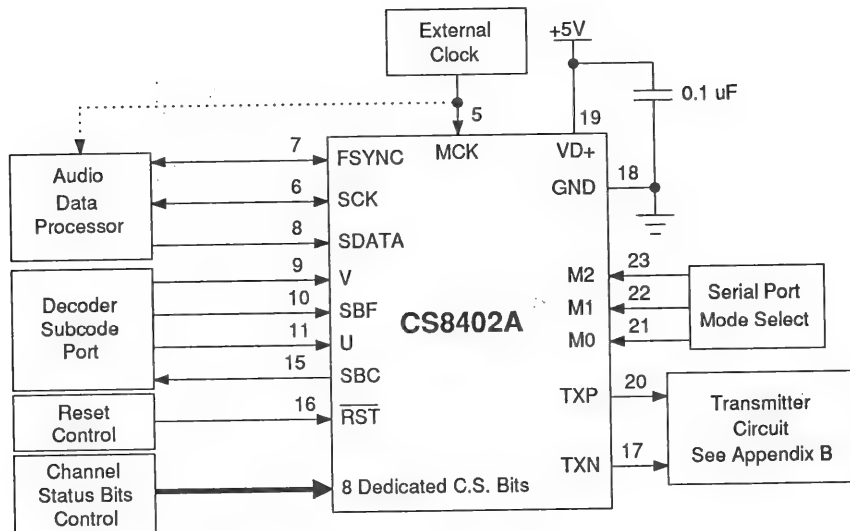 External
Clock
+5V
0.1 uF
5
19
MCK
VD+
Audio
Data
Processor
7
FSYNC
6
SCK
8
SDATA
18
GND
Decoder
Subcode
Port
9
V
10
SBF
11
U
15
SBC
CS8402A
23
M2
22
M1
21
M0
Serial Port
Mode Select
Reset
Control
16
RST
20
TXP
17
TXN
Transmitter
Circuit
See Appendix B
Channel
Status Bits
Control
8 Dedicated C.S. Bits